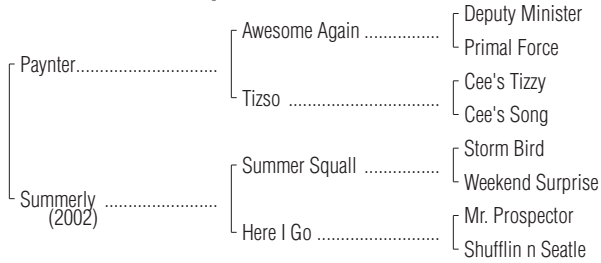 Deputy Minister
Awesome Again ................
Primal Force
Paynter..............................
Cee's Tizzy
Tizso ................................
Cee's Song
Storm Bird
Summer Squall ................
Weekend Surprise
Summerly ........................
(2002)
Mr. Prospector
Here I Go ..........................
Shufflin n Seatle